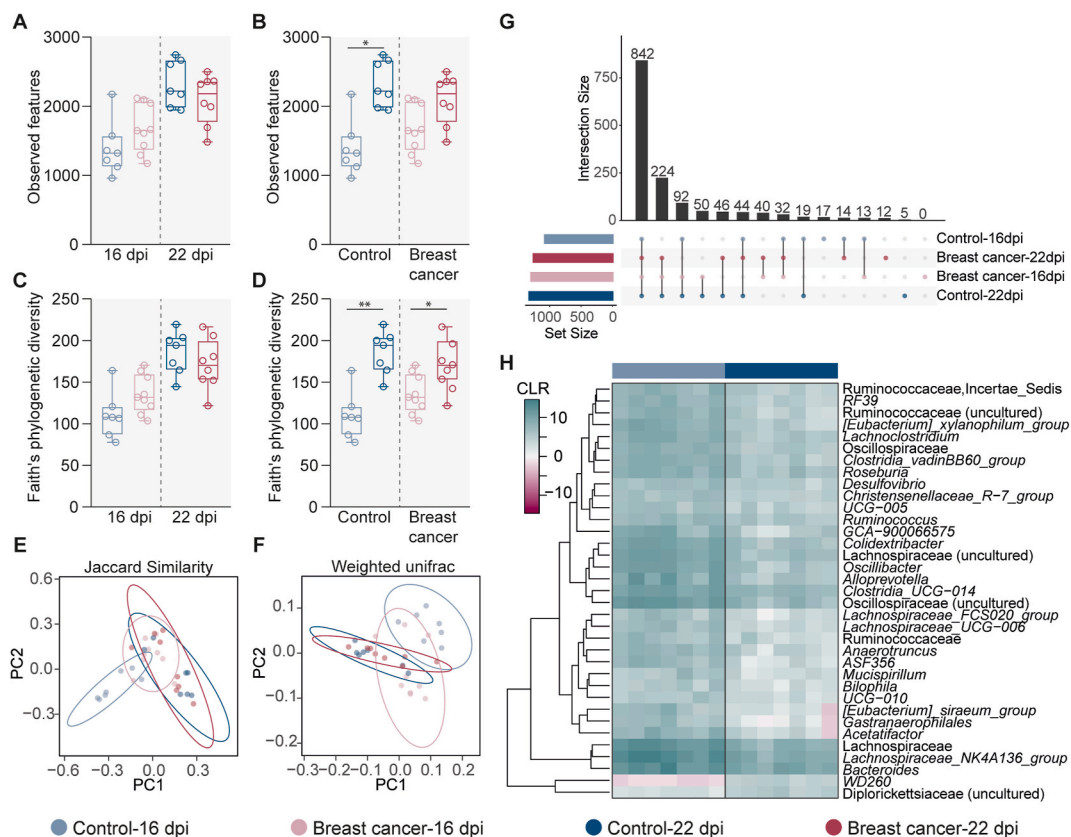 A
3000
2000
1000
0
Observed features
16 dpi
22 dpi
B
3000
2000
1000
0
Observed features
*
Control
Breast
cancer
C
250
200
150
100
50
0
Faith's phylogenetic diversity
16 dpi
22 dpi
D
250
200
150
100
50
0
Faith's phylogenetic diversity
**
*
Control
Breast
cancer
E
Jaccard Similarity
0.6
0.3
0.0
−0.3
PC2
−0.6
−0.3
0.0
0.3
PC1
F
Weighted unifrac
0.1
0.0
−0.1
−0.2
PC2
−0.3
−0.2
−0.1
0.0
0.1
0.2
PC1
G
Intersection Size
750
500
250
0
842
224
92
50
46
44
40
32
19
17
14
13
12
5
0
Control-16dpi
Breast cancer-22dpi
Breast cancer-16dpi
Control-22dpi
1000
500
0
Set Size
H
CLR
10
5
0
−5
−10
Ruminococcaceae,Incertae_Sedis
RF39
Ruminococcaceae (uncultured)
[Eubacterium]_xylanophilum_group
Lachnoclostridium
Oscillospiraceae
Clostridia_vadinBB60_group
Roseburia
Desulfovibrio
Christensenellaceae_R-7_group
UCG-005
Ruminococcus
GCA-900066575
Colidextribacter
Lachnospiraceae (uncultured)
Oscillibacter
Alloprevotella
Clostridia_UCG-014
Oscillospiraceae (uncultured)
Lachnospiraceae_FCS020_group
Lachnospiraceae_UCG-006
Ruminococcaceae
Anaerotruncus
ASF356
Mucispirillum
Bilophila
UCG-010
[Eubacterium]_siraeum_group
Gastranaerophilales
Acetatifactor
Lachnospiraceae
Lachnospiraceae_NK4A136_group
Bacteroides
WD260
Diplorickettsiaceae (uncultured)
Control-16 dpi
Breast cancer-16 dpi
Control-22 dpi
Breast cancer-22 dpi